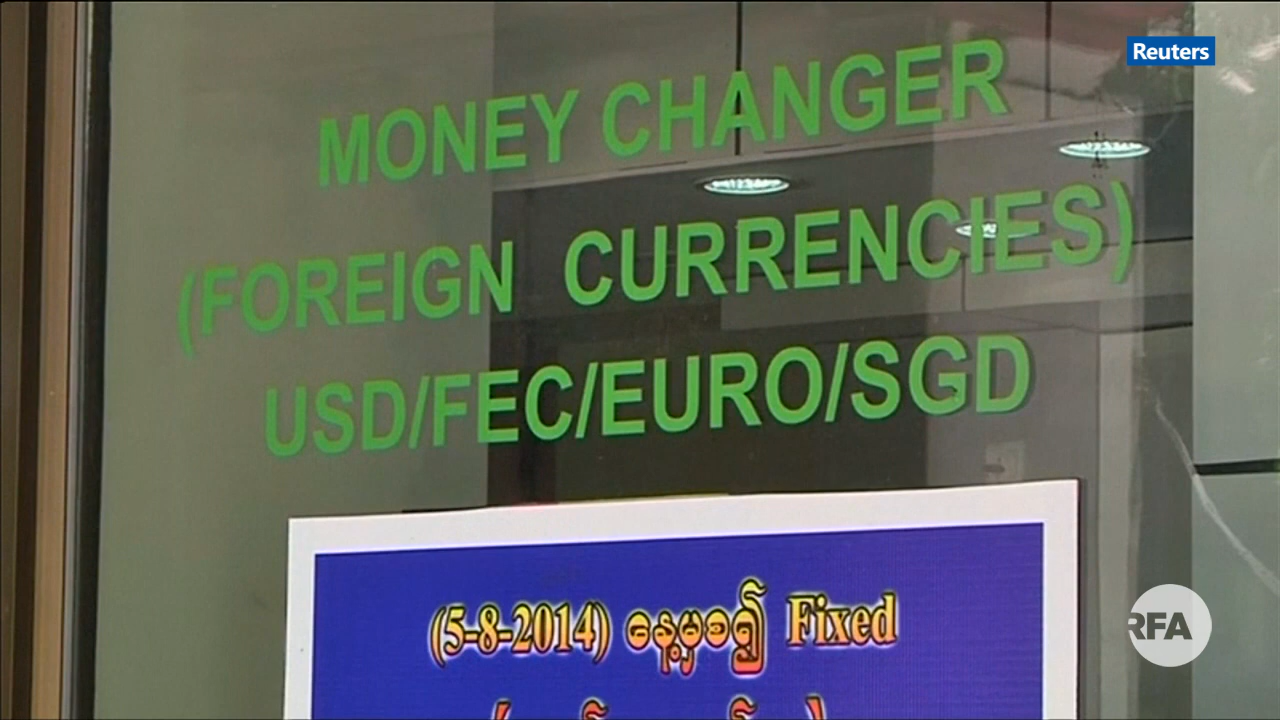 Reuters
MONEY CHANGER
(FOREIGN CURRENCIES)
USD/FEC/EURO/SGD
(5-8-2014) နေ့မှစ၍ Fixed
RFA